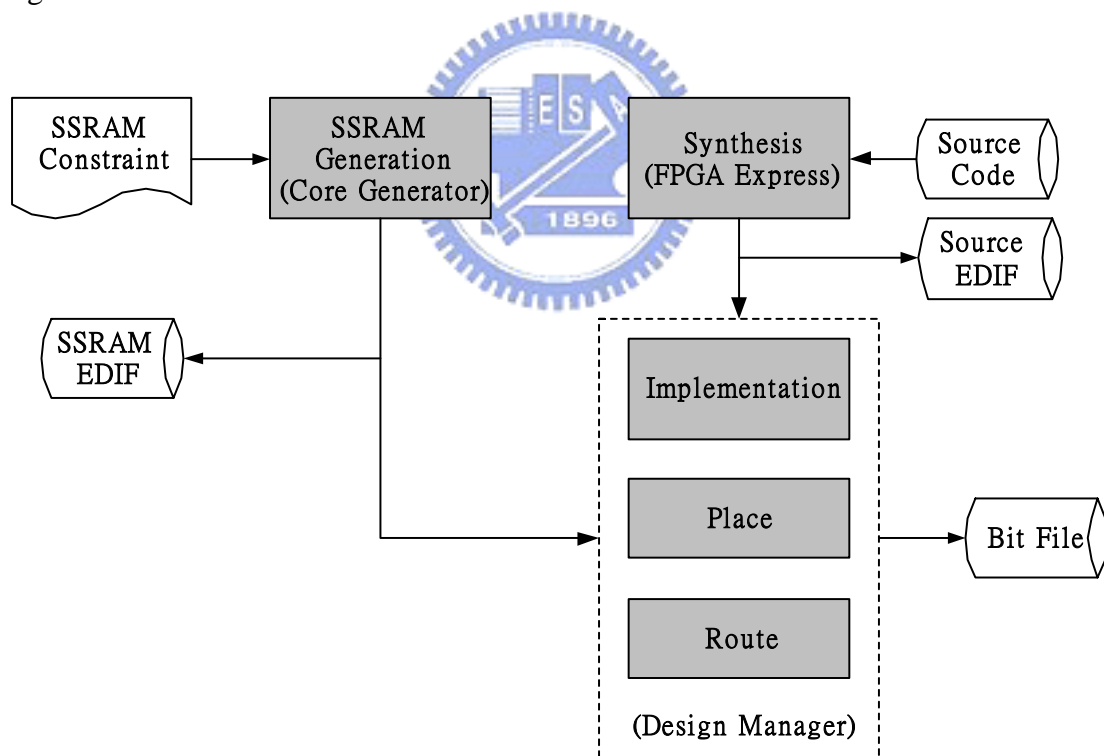 g
SSRAM
Constraint
SSRAM
Generation
(Core Generator)
E S A
1896
Synthesis
(FPGA Express)
Source
Code
Source
EDIF
SSRAM
EDIF
Implementation
Place
Route
(Design Manager)
Bit File